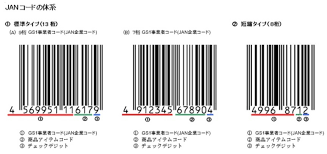 JANコードの体系
① 標準タイプ(13 桁)
② 短縮タイプ(8桁)
(A) 9桁 GS1事業者コード(JAN企業コード)
(B) 7桁 GS1事業者コード(JAN企業コード)
4 569951 116179
4 912345 678904
4996 8712
① ② ③
① ② ③
① ② ③
① GS1事業者コード(JAN企業コード)
② 商品アイテムコード
③ チェックデジット
① GS1事業者コード(JAN企業コード)
② 商品アイテムコード
③ チェックデジット
① GS1事業者コード(JAN企業コード)
② 商品アイテムコード
③ チェックデジット